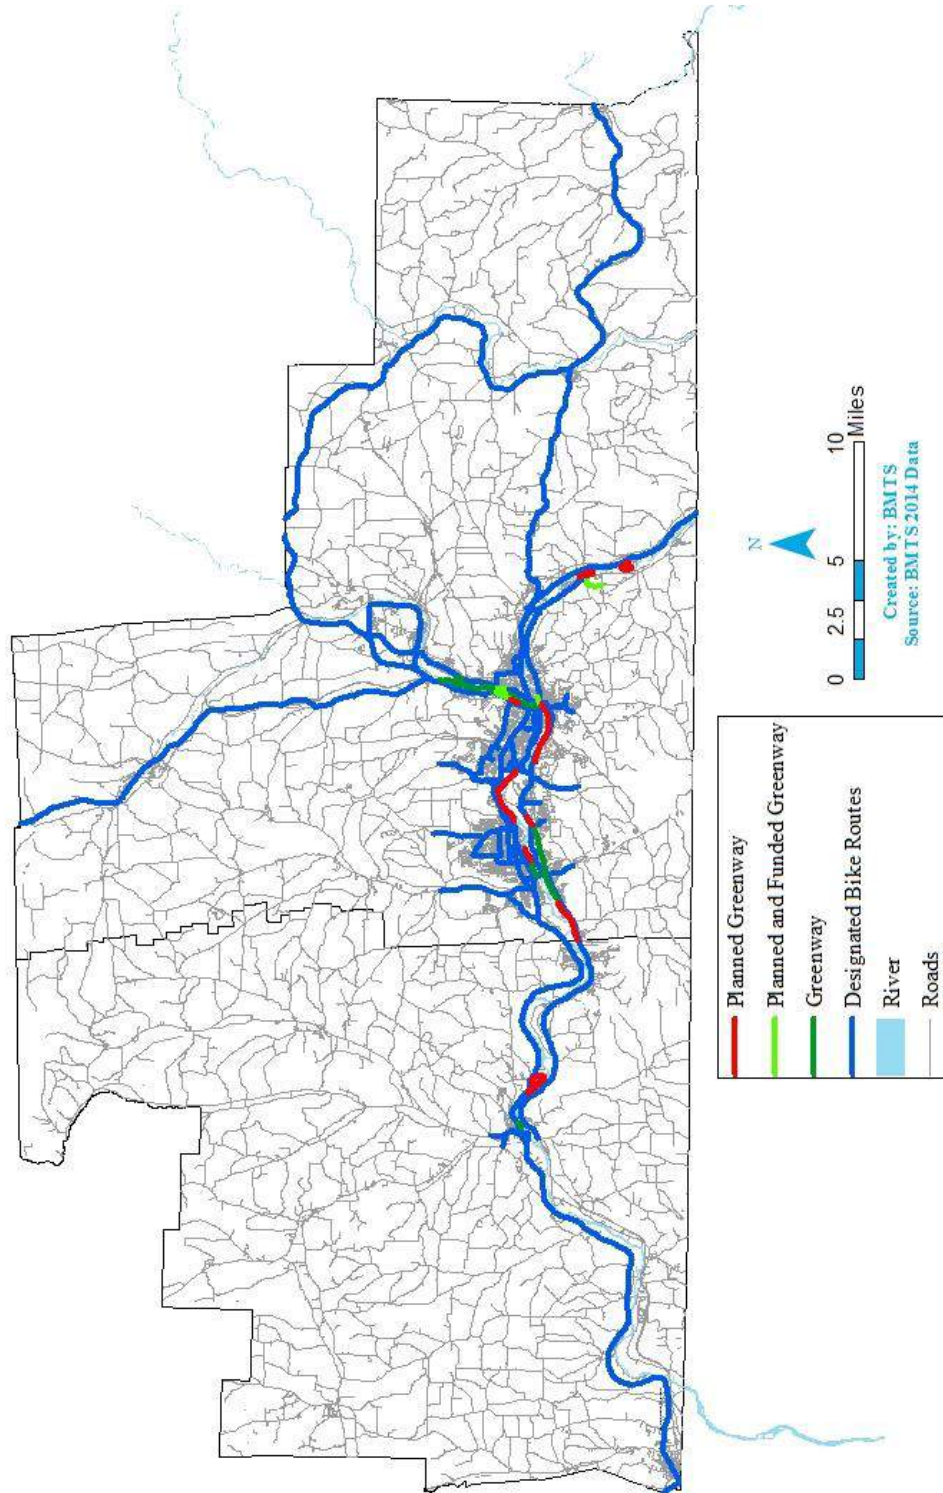 N
0 2.5 5 10
Miles
Created by: BMTS
Source: BMTS 2014 Data
Planned Greenway
Planned and Funded Greenway
Greenway
Designated Bike Routes
River
Roads